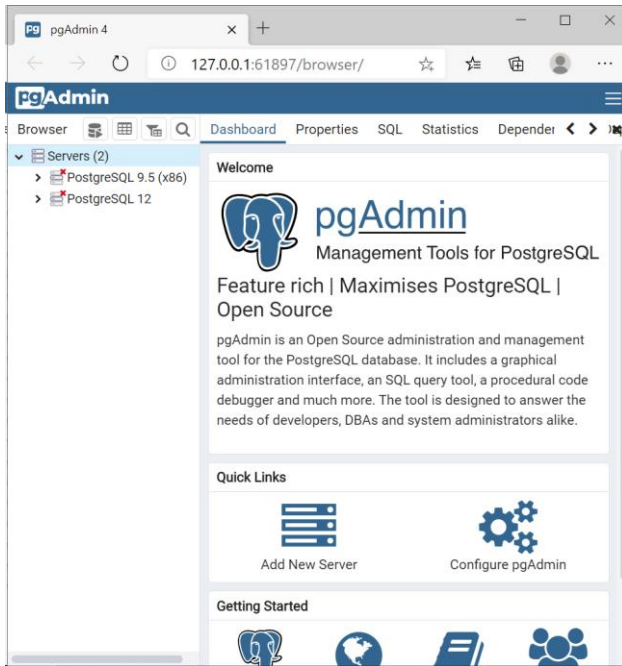 pgAdmin 4
127.0.0.1:61897/browser/
pgAdmin
Browser
Dashboard Properties SQL Statistics Depender
Servers (2)
PostgreSQL 9.5 (x86)
PostgreSQL 12
Welcome
pgAdmin
Management Tools for PostgreSQL
Feature rich | Maximises PostgreSQL |
Open Source
pgAdmin is an Open Source administration and management
tool for the PostgreSQL database. It includes a graphical
administration interface, an SQL query tool, a procedural code
debugger and much more. The tool is designed to answer the
needs of developers, DBAs and system administrators alike.
Quick Links
Add New Server Configure pgAdmin
Getting Started